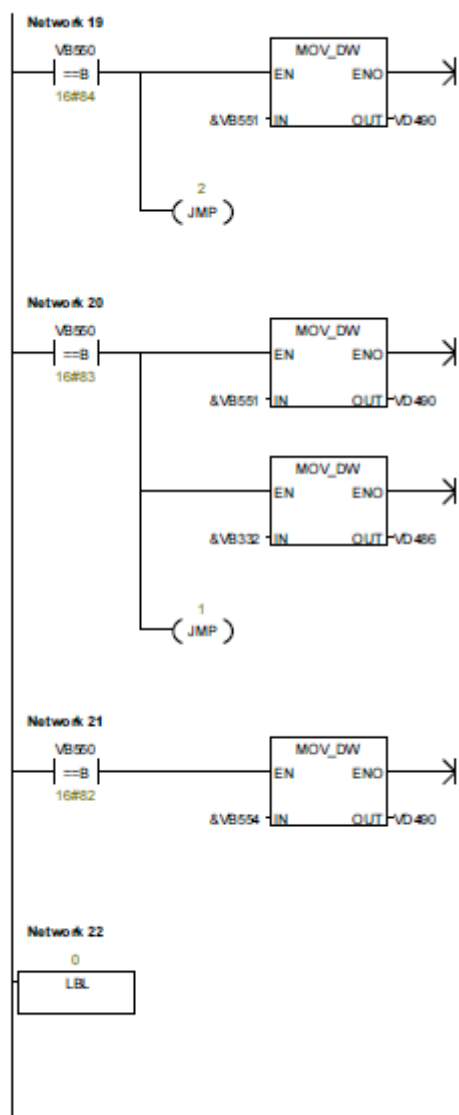 Network 19
VB550
==B
16#84
MOV_DW
EN ENO
&VB551 IN OUT VD490
2
JMP
Network 20
VB550
==B
16#83
MOV_DW
EN ENO
&VB551 IN OUT VD490
MOV_DW
EN ENO
&VB332 IN OUT VD486
1
JMP
Network 21
VB550
==B
16#82
MOV_DW
EN ENO
&VB554 IN OUT VD490
Network 22
0
LBL